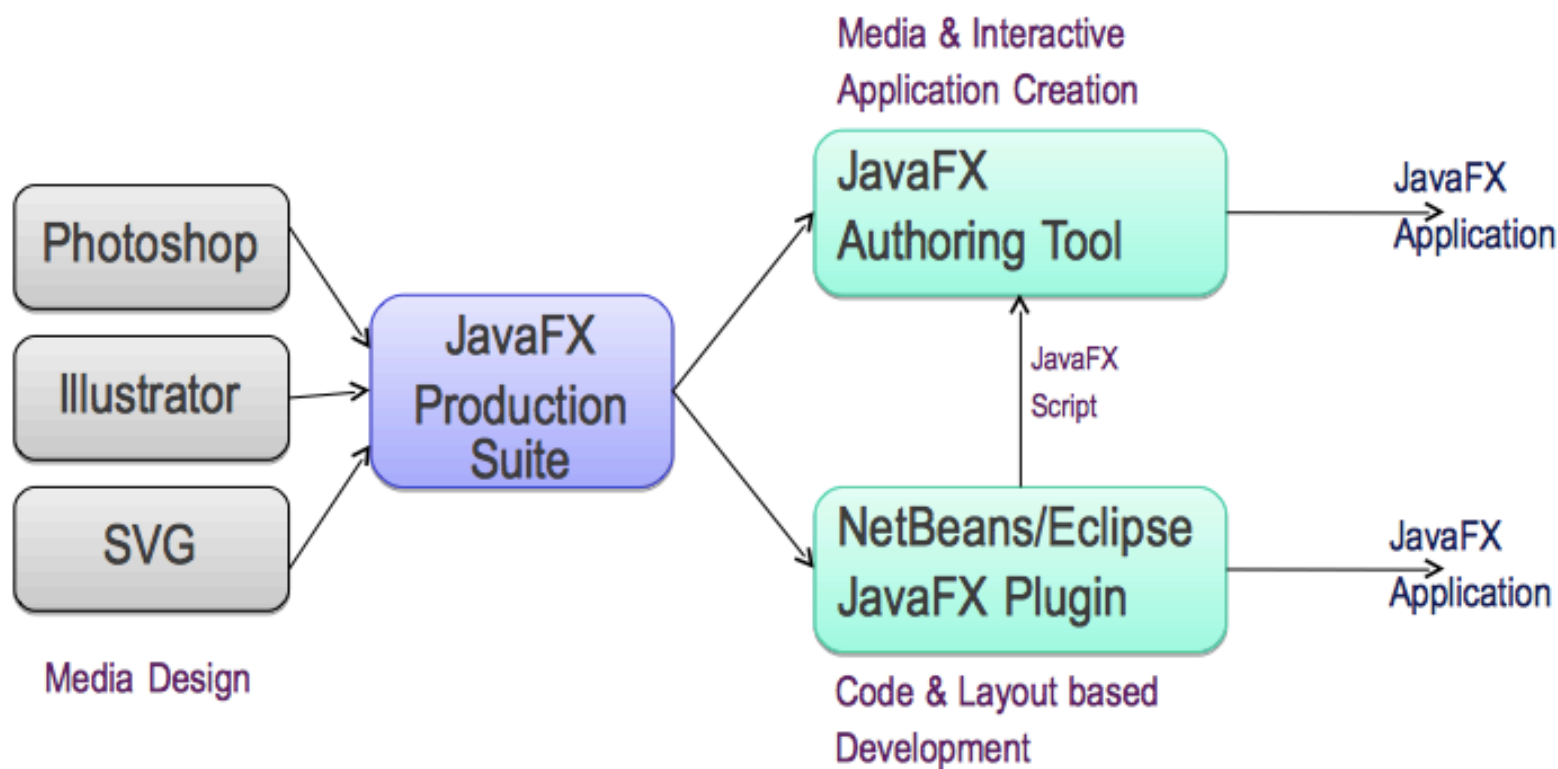 Photoshop
Illustrator
SVG
Media Design
JavaFX
Production
Suite
Media & Interactive
Application Creation
JavaFX
Authoring Tool
JavaFX
Application
JavaFX
Script
NetBeans/Eclipse
JavaFX Plugin
JavaFX
Application
Code & Layout based
Development